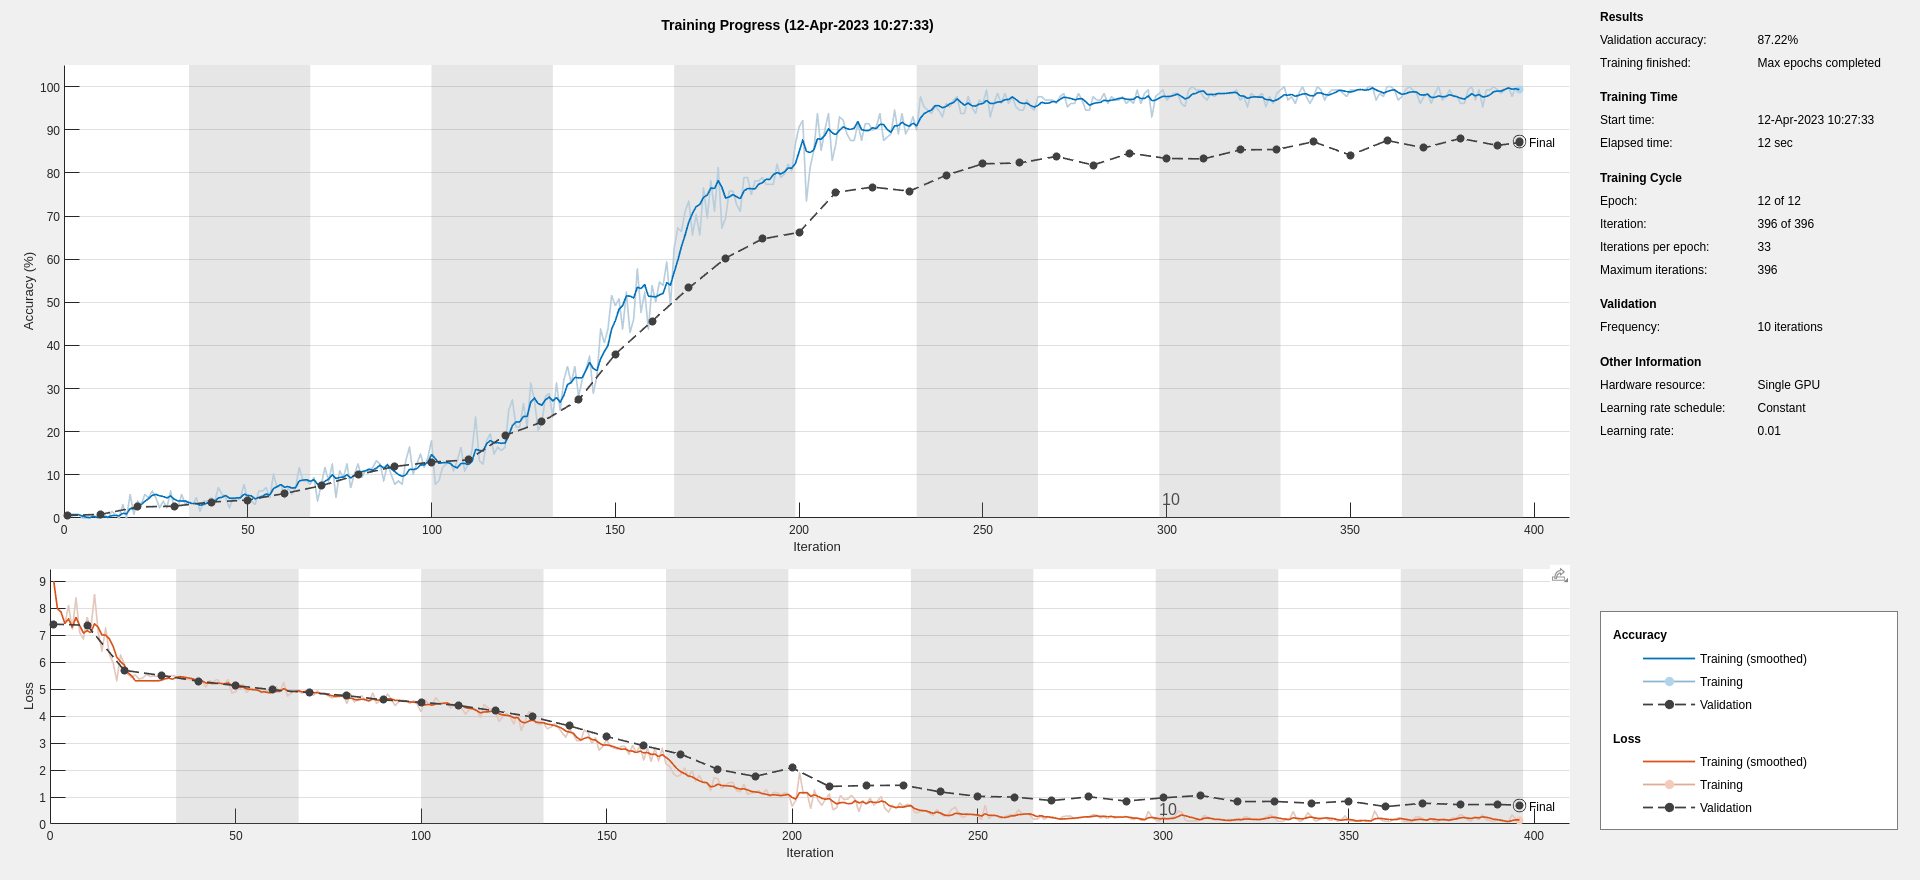 Training Progress (12-Apr-2023 10:27:33)
Accuracy (%)
100
90
80
70
60
50
40
30
20
10
0
Final
10
0 50 100 150 200 250 300 350 400
Iteration
Loss
9
8
7
6
5
4
3
2
1
0
Final
10
0 50 100 150 200 250 300 350 400
Iteration
Results
Validation accuracy: 87.22%
Training finished: Max epochs completed
Training Time
Start time: 12-Apr-2023 10:27:33
Elapsed time: 12 sec
Training Cycle
Epoch: 12 of 12
Iteration: 396 of 396
Iterations per epoch: 33
Maximum iterations: 396
Validation
Frequency: 10 iterations
Other Information
Hardware resource: Single GPU
Learning rate schedule: Constant
Learning rate: 0.01
Accuracy
Training (smoothed)
Training
Validation
Loss
Training (smoothed)
Training
Validation